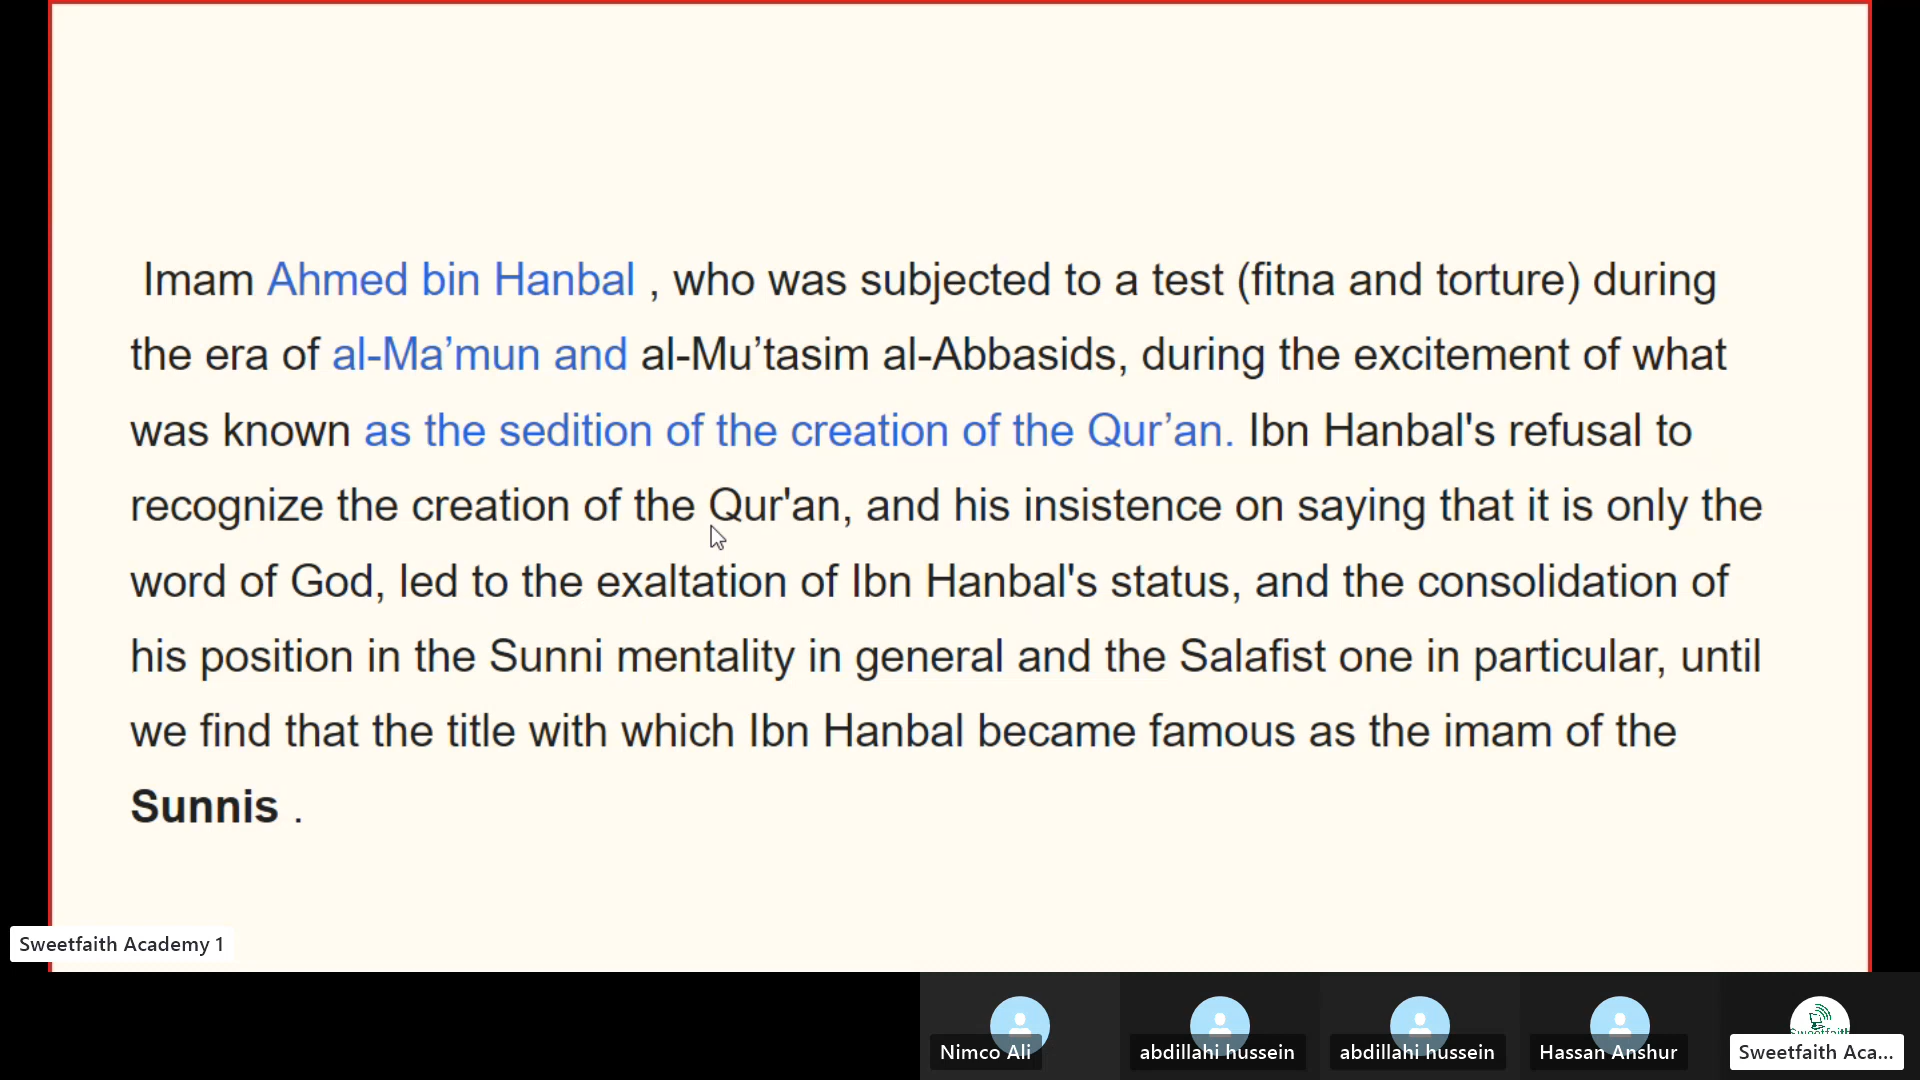 Imam Ahmed bin Hanbal , who was subjected to a test (fitna and torture) during
the era of al-Ma’mun and al-Mu’tasim al-Abbasids, during the excitement of what
was known as the sedition of the creation of the Qur’an. Ibn Hanbal's refusal to
recognize the creation of the Qur'an, and his insistence on saying that it is only the
word of God, led to the exaltation of Ibn Hanbal's status, and the consolidation of
his position in the Sunni mentality in general and the Salafist one in particular, until
we find that the title with which Ibn Hanbal became famous as the imam of the
Sunnis .
Sweetfaith Academy 1
Nimco Ali
abdillahi hussein
abdillahi hussein
Hassan Anshur
Sweetfaith Aca...